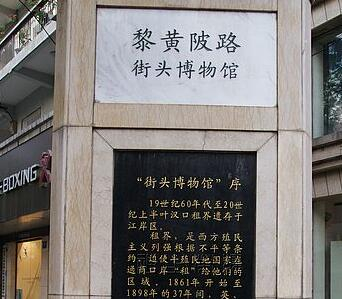 黎黄陂路
街头博物馆
BOXING
“街头博物馆”序
19世纪60年代至20世
纪上半叶汉口租界遗存于
江岸区。
租界，是西方殖民
主义列强根据不平等条
约，迫使半殖民地国家在
通商口岸“租”给他们的
区域。1861年开始至
1898年的37年间，英、